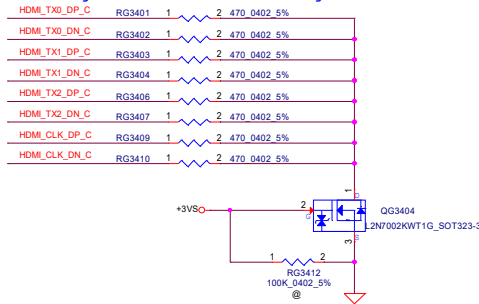 HDMI_TX0_DP_C RG3401 1 2 470_0402_5%
HDMI_TX0_DN_C RG3402 1 2 470_0402_5%
HDMI_TX1_DP_C RG3403 1 2 470_0402_5%
HDMI_TX1_DN_C RG3404 1 2 470_0402_5%
HDMI_TX2_DP_C RG3406 1 2 470_0402_5%
HDMI_TX2_DN_C RG3407 1 2 470_0402_5%
HDMI_CLK_DP_C RG3409 1 2 470_0402_5%
HDMI_CLK_DN_C RG3410 1 2 470_0402_5%
1
D
+3VS 2 G QG3404
L2N7002KWT1G_SOT323-3
3 S
1 2
RG3412
100K_0402_5%
@